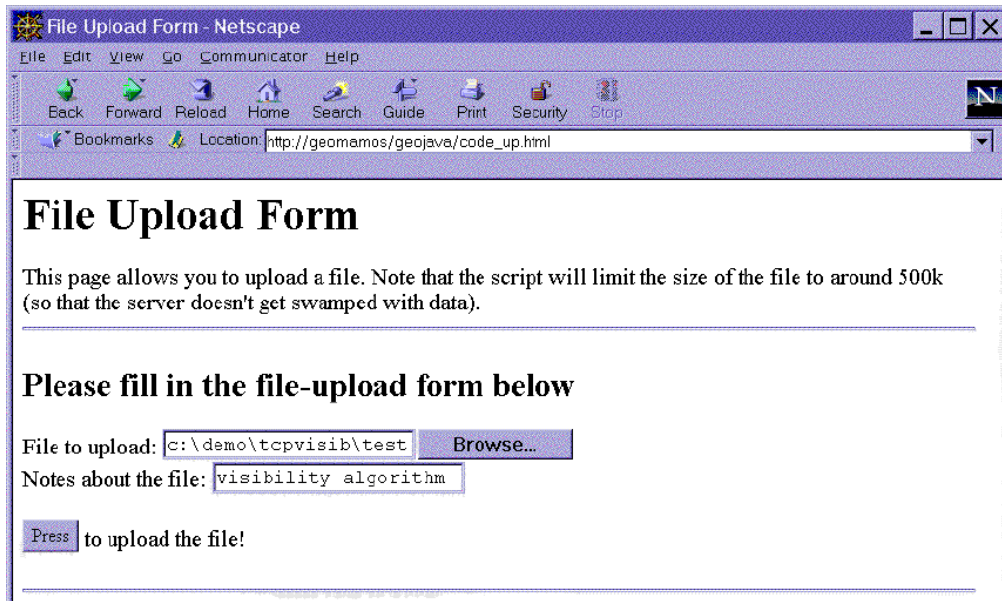 File Upload Form - Netscape
File Edit View Go Communicator Help
Back Forward Reload Home Search Guide Print Security Stop
N
Bookmarks Location: http://geomamos/geojava/code_up.html
File Upload Form
This page allows you to upload a file. Note that the script will limit the size of the file to around 500k
(so that the server doesn't get swamped with data).
Please fill in the file-upload form below
File to upload: c:\demo\tcpvisib\test Browse...
Notes about the file: visibility algorithm
Press to upload the file!